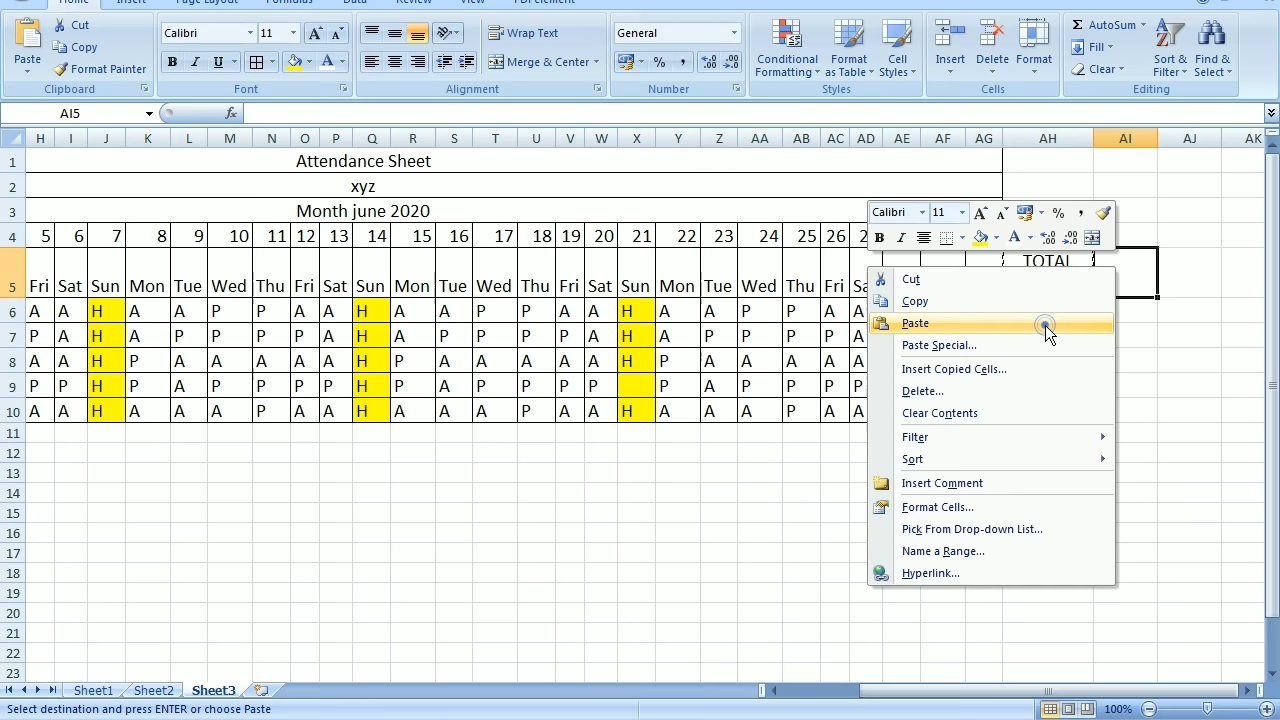 Home Insert Page Layout Formulas Data Review View PDFelement
Paste
Cut
Copy
Format Painter
Clipboard
Calibri 11
B I U
Font
Wrap Text
Merge & Center
Alignment
General
%
Number
Conditional Formatting
Format as Table
Cell Styles
Styles
Insert Delete Format
Cells
AutoSum
Fill
Clear
Sort & Filter
Find & Select
Editing
AI5
fx
H I J K L M N O P Q R S T U V W X Y Z AA AB AC AD AE AF AG AH AI AJ AK
1 Attendance Sheet
2 xyz
3 Month june 2020
4 5 6 7 8 9 10 11 12 13 14 15 16 17 18 19 20 21 22 23 24 25 26 2
TOTAL
5 Fri Sat Sun Mon Tue Wed Thu Fri Sat Sun Mon Tue Wed Thu Fri Sat Sun Mon Tue Wed Thu Fri Sa
6 A A H A A P P A A H A A P P A A H A A P P A A
7 P A H A P P A A P H P A P A A P H P A P A A P
8 A A H A A A A A A H P A A A A A H P A A A A A
9 P P H P A P P P P H P A P P P P P A P P P P
10 A A H A A A P A A H A A A P A A H A A A P A A
11
12
13
14
15
16
17
18
19
20
21
22
23
Calibri 11 A A % ,
B I A
Cut
Copy
Paste
Paste Special...
Insert Copied Cells...
Delete...
Clear Contents
Filter
Sort
Insert Comment
Format Cells...
Pick From Drop-down List...
Name a Range...
Hyperlink...
Sheet1 Sheet2 Sheet3
Select destination and press ENTER or choose Paste
100%